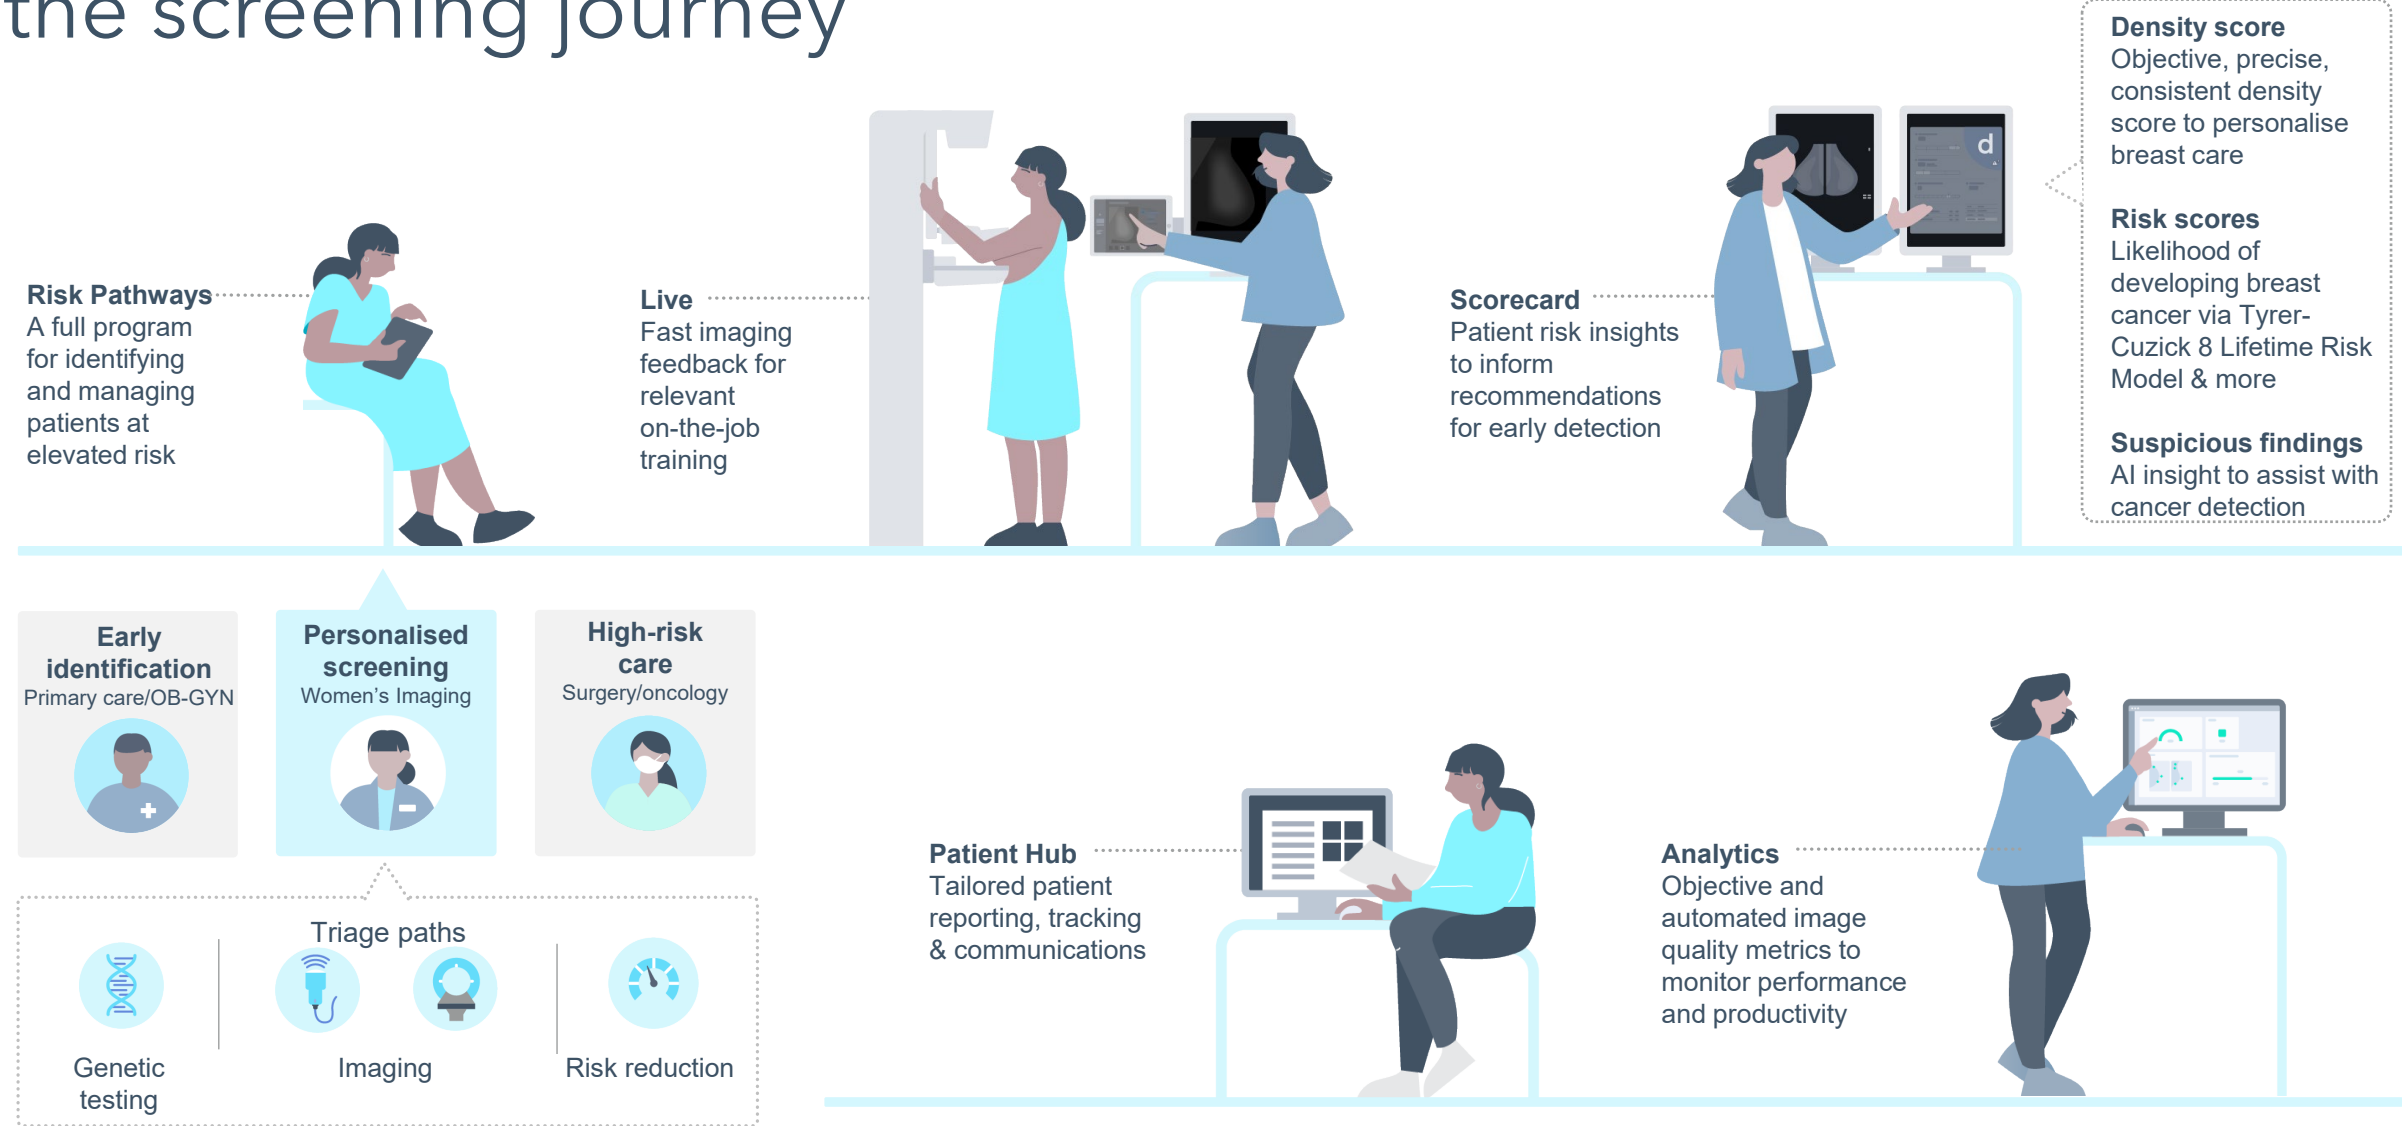 the screening journey
Risk Pathways
A full program
for identifying
and managing
patients at
elevated risk
Live
Fast imaging
feedback for
relevant
on-the-job
training
Scorecard
Patient risk insights
to inform
recommendations
for early detection
d
Density score
Objective, precise,
consistent density
score to personalise
breast care
Risk scores
Likelihood of
developing breast
cancer via Tyrer-
Cuzick 8 Lifetime Risk
Model & more
Suspicious findings
AI insight to assist with
cancer detection
Early
identification
Primary care/OB-GYN
Personalised
screening
Women's Imaging
High-risk
care
Surgery/oncology
Triage paths
Genetic
testing
Imaging
Risk reduction
Patient Hub
Tailored patient
reporting, tracking
& communications
Analytics
Objective and
automated image
quality metrics to
monitor performance
and productivity